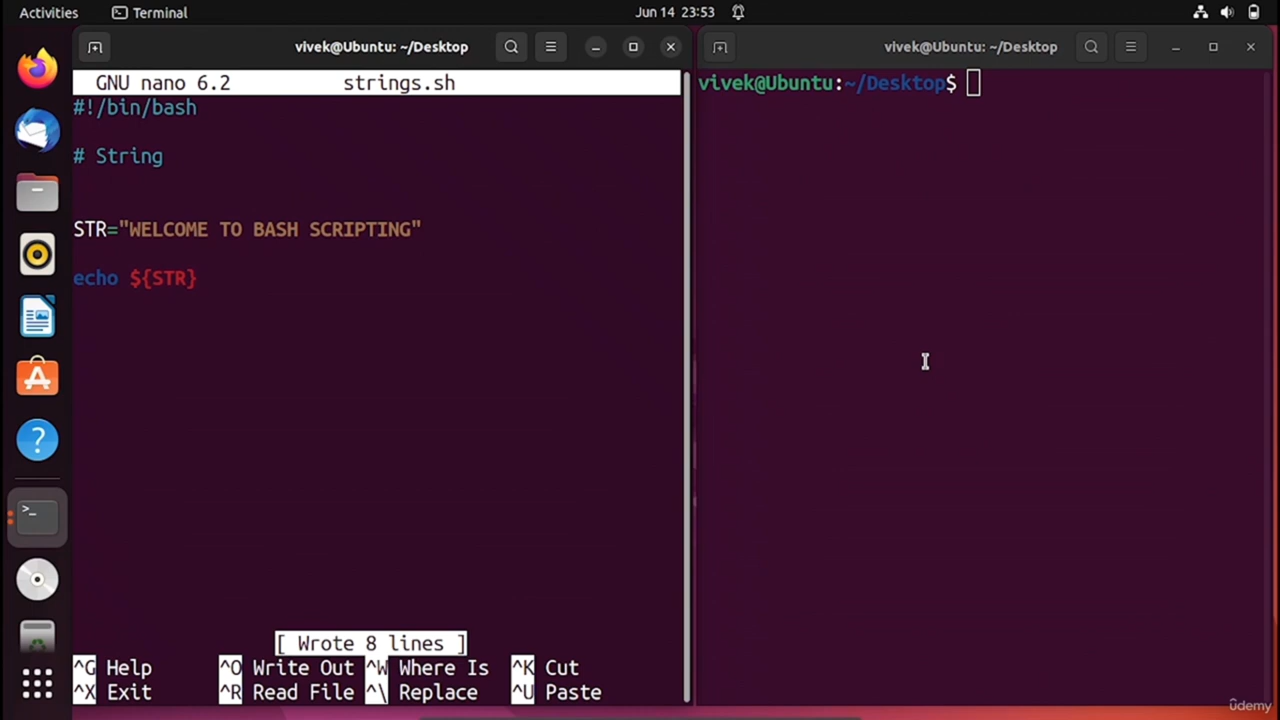 Activities Terminal Jun 14 23:53
vivek@Ubuntu: ~/Desktop
GNU nano 6.2 strings.sh
#!/bin/bash
# String
STR="WELCOME TO BASH SCRIPTING"
echo ${STR}
[ Wrote 8 lines ]
^G Help ^O Write Out ^W Where Is ^K Cut
^X Exit ^R Read File ^\ Replace ^U Paste
vivek@Ubuntu: ~/Desktop
vivek@Ubuntu:~/Desktop$
ûdemy